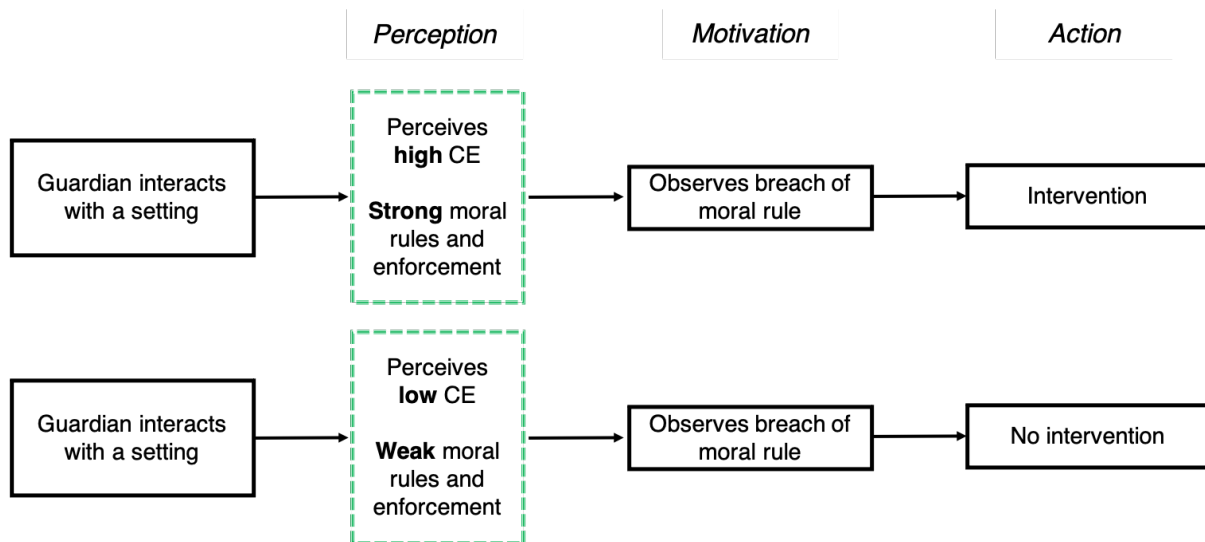 Perception
Motivation
Action
Guardian interacts
with a setting
Perceives
high CE
Strong moral
rules and
enforcement
Observes breach of
moral rule
Intervention
Guardian interacts
with a setting
Perceives
low CE
Weak moral
rules and
enforcement
Observes breach of
moral rule
No intervention